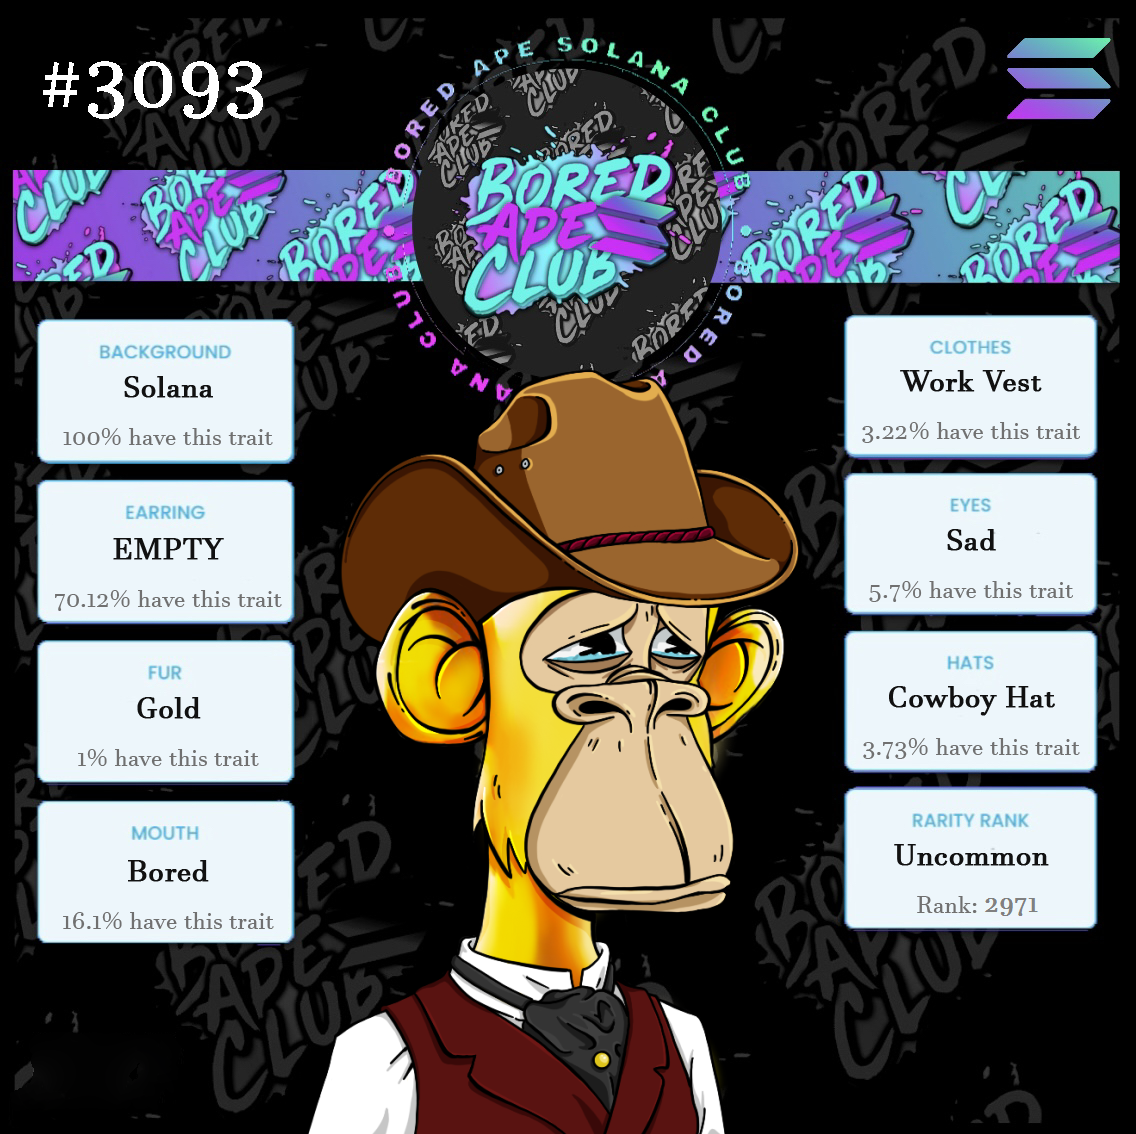 #3093
BORED APE SOLANA CLUB
BORED
APE
CLUB
BACKGROUND
Solana
100% have this trait
EARRING
EMPTY
70.12% have this trait
FUR
Gold
1% have this trait
MOUTH
Bored
16.1% have this trait
CLOTHES
Work Vest
3.22% have this trait
EYES
Sad
5.7% have this trait
HATS
Cowboy Hat
3.73% have this trait
RARITY RANK
Uncommon
Rank: 2971